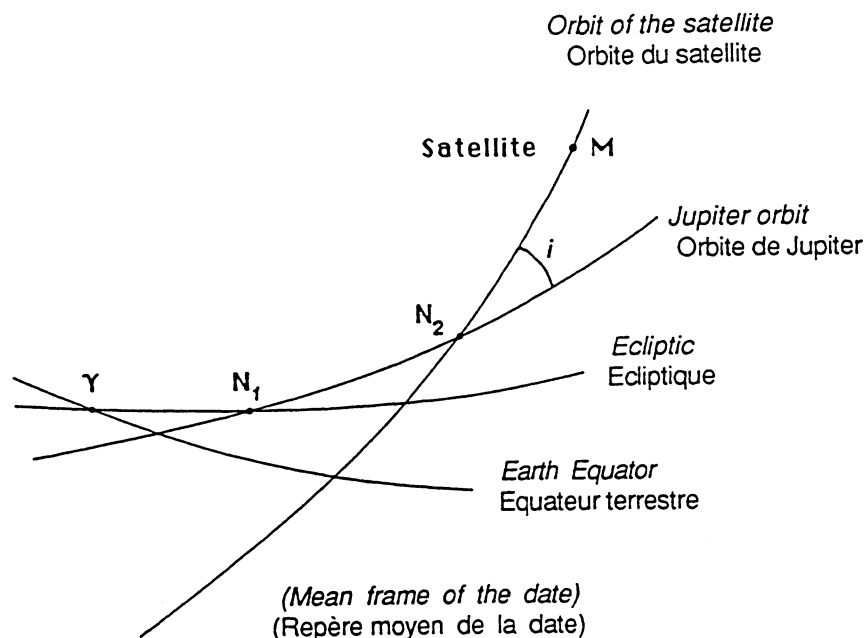 Orbit of the satellite
Orbite du satellite
Satellite M
Jupiter orbit
Orbite de Jupiter
i
N2
Ecliptic
Ecliptique
γ N1
Earth Equator
Equateur terrestre
(Mean frame of the date)
(Repère moyen de la date)